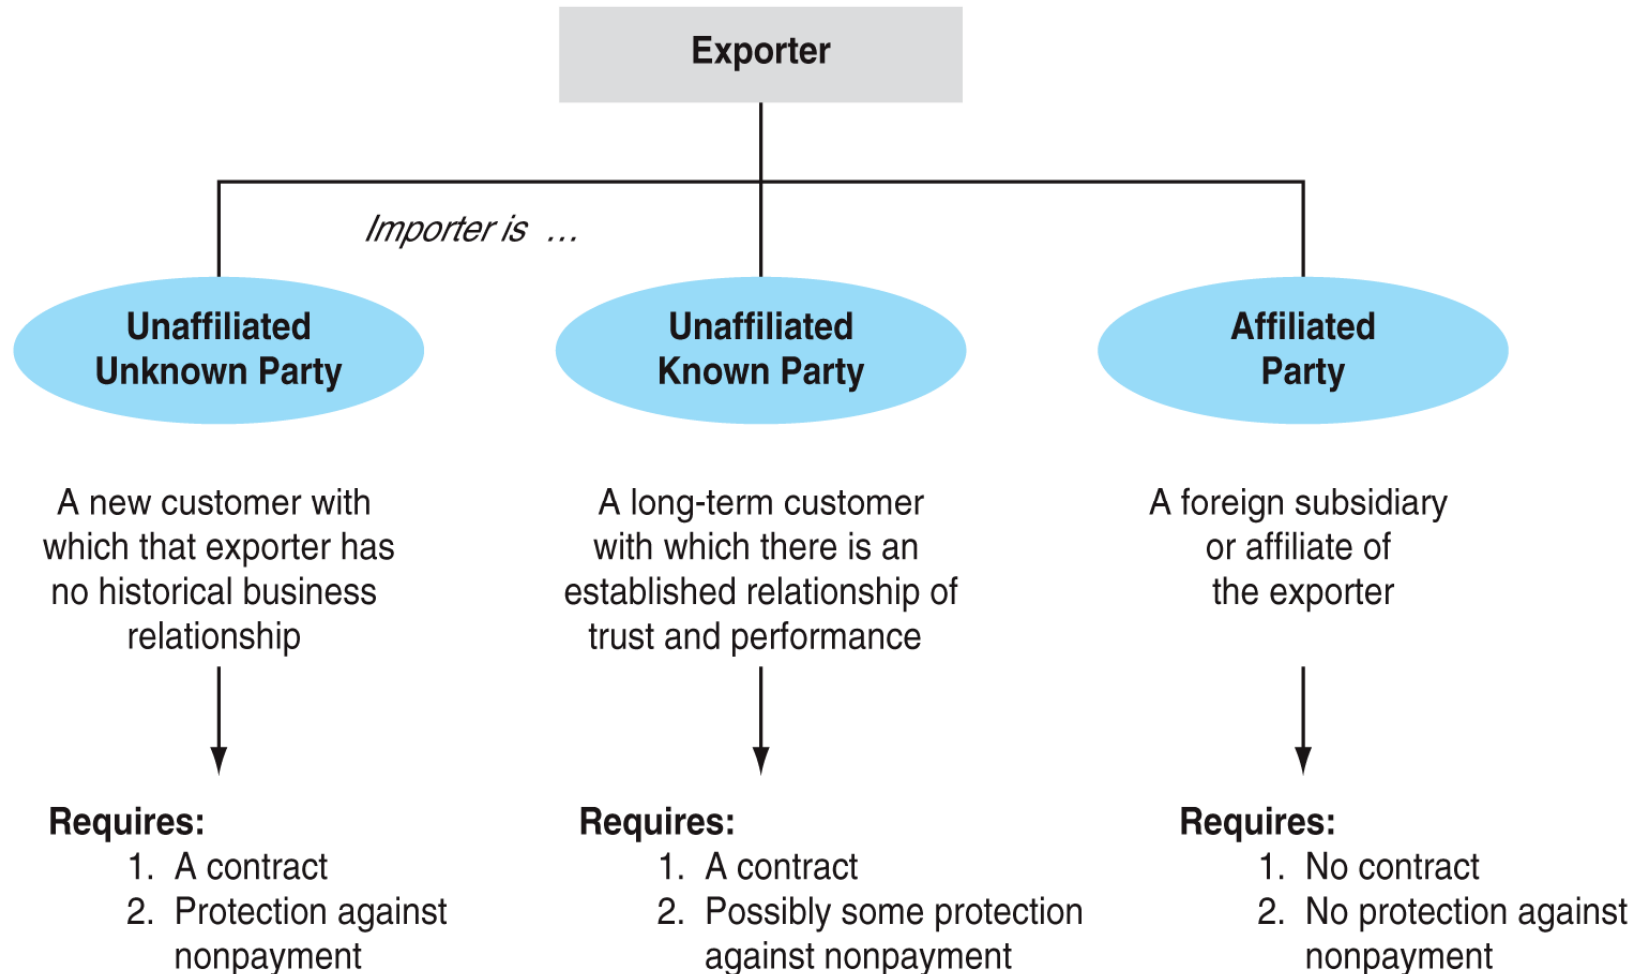 Exporter
Importer is ...
Unaffiliated
Unknown Party
A new customer with
which that exporter has
no historical business
relationship
Requires:
1. A contract
2. Protection against
nonpayment
Unaffiliated
Known Party
A long-term customer
with which there is an
established relationship of
trust and performance
Requires:
1. A contract
2. Possibly some protection
against nonpayment
Affiliated
Party
A foreign subsidiary
or affiliate of
the exporter
Requires:
1. No contract
2. No protection against
nonpayment